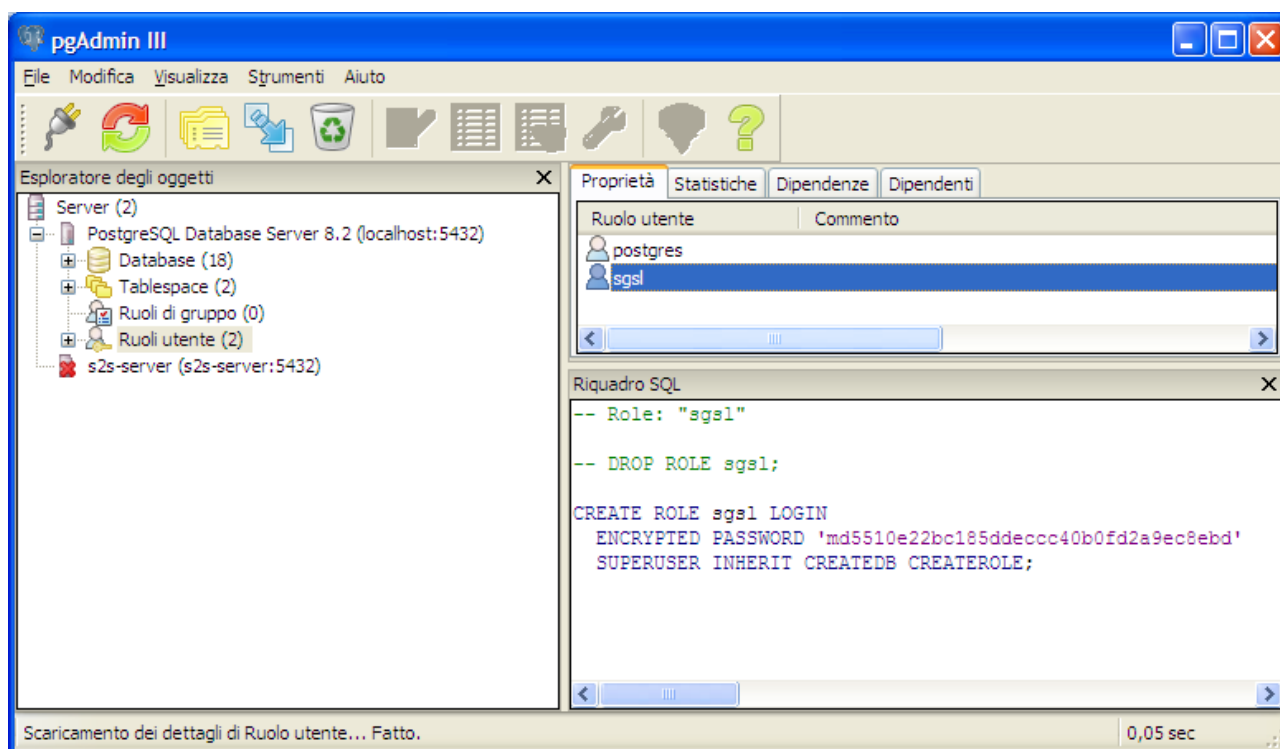 pgAdmin III
File Modifica Visualizza Strumenti Aiuto
Esploratore degli oggetti
Server (2)
PostgreSQL Database Server 8.2 (localhost:5432)
Database (18)
Tablespace (2)
Ruoli di gruppo (0)
Ruoli utente (2)
s2s-server (s2s-server:5432)
Proprietà Statistiche Dipendenze Dipendenti
Ruolo utente Commento
postgres
sgsl
Riquadro SQL
-- Role: "sgsl"
-- DROP ROLE sgsl;
CREATE ROLE sgsl LOGIN
ENCRYPTED PASSWORD 'md5510e22bc185ddeccc40b0fd2a9ec8ebd'
SUPERUSER INHERIT CREATEDB CREATEROLE;
Scaricamento dei dettagli di Ruolo utente... Fatto.
0,05 sec